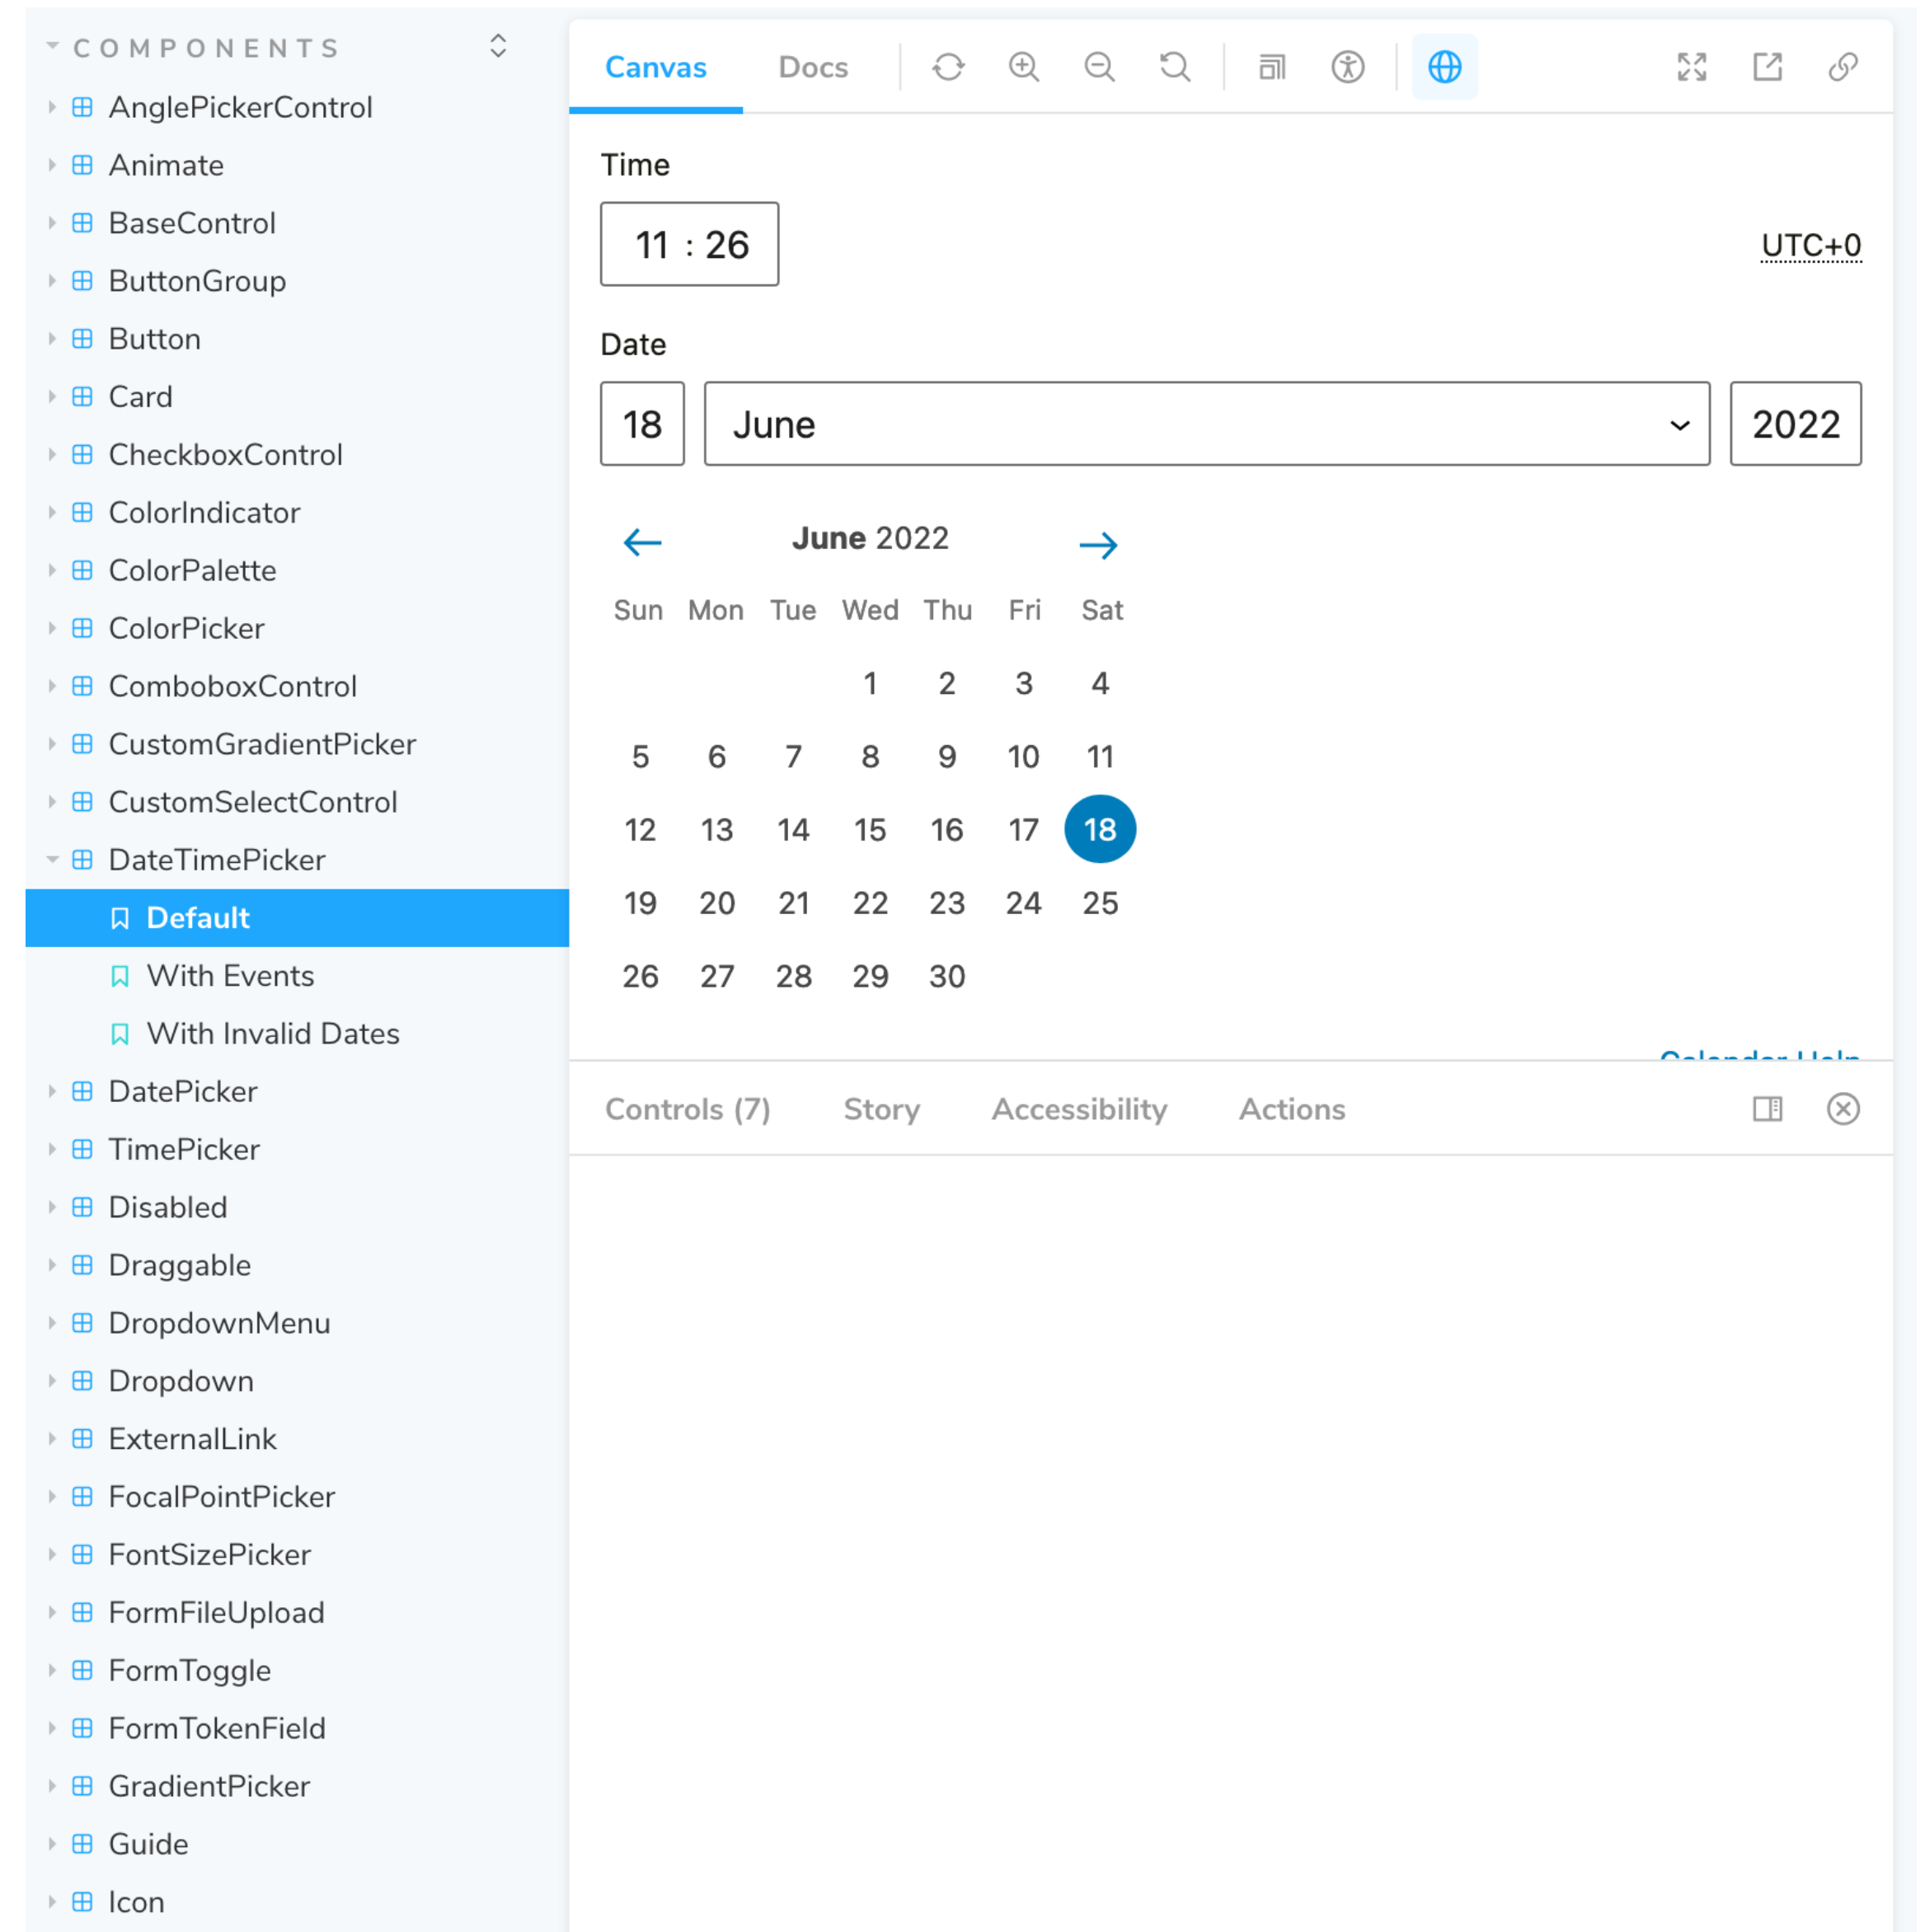 COMPONENTS
AnglePickerControl
Animate
BaseControl
ButtonGroup
Button
Card
CheckboxControl
ColorIndicator
ColorPalette
ColorPicker
ComboboxControl
CustomGradientPicker
CustomSelectControl
DateTimePicker
Default
With Events
With Invalid Dates
DatePicker
TimePicker
Disabled
Draggable
DropdownMenu
Dropdown
ExternalLink
FocalPointPicker
FontSizePicker
FormFileUpload
FormToggle
FormTokenField
GradientPicker
Guide
Icon
Canvas Docs
Time
11 : 26 UTC+0
Date
18 June 2022
June 2022
Sun Mon Tue Wed Thu Fri Sat
1 2 3 4
5 6 7 8 9 10 11
12 13 14 15 16 17 18
19 20 21 22 23 24 25
26 27 28 29 30
Calendar Help
Controls (7) Story Accessibility Actions